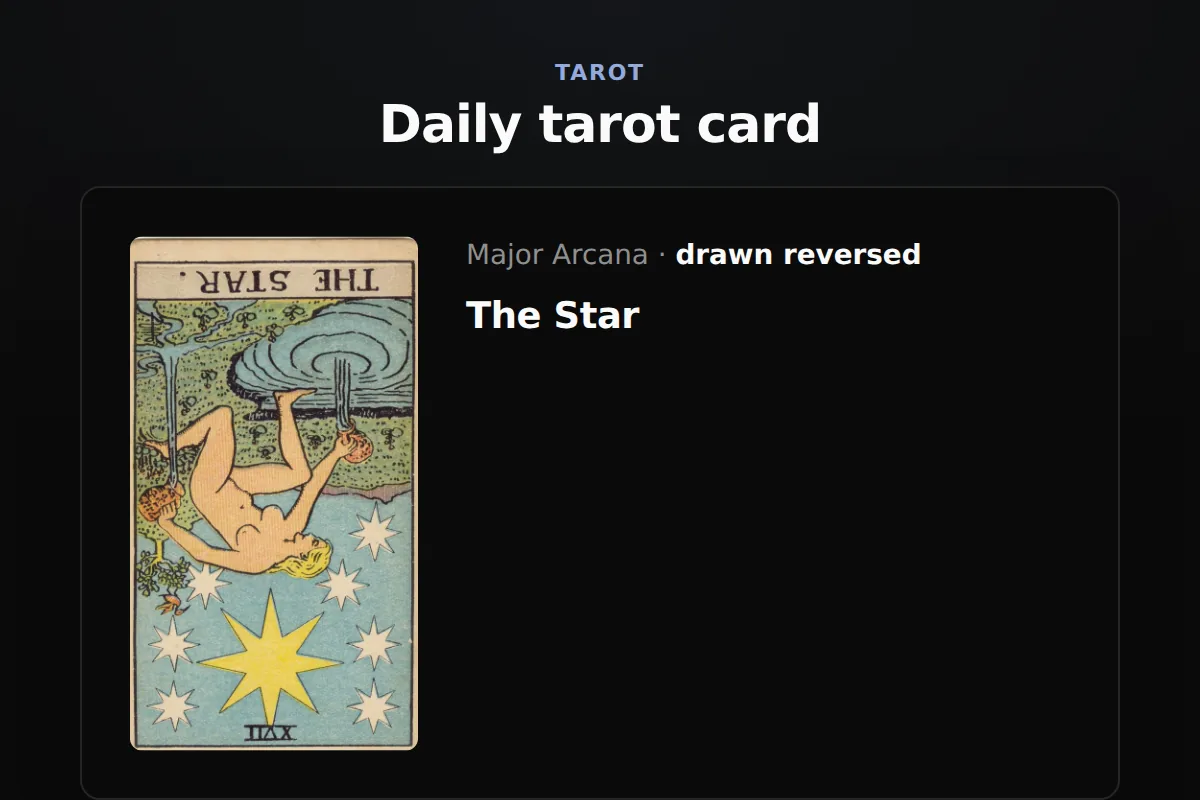 TAROT
Daily tarot card
THE STAR.
Major Arcana · drawn reversed
The Star
XVII